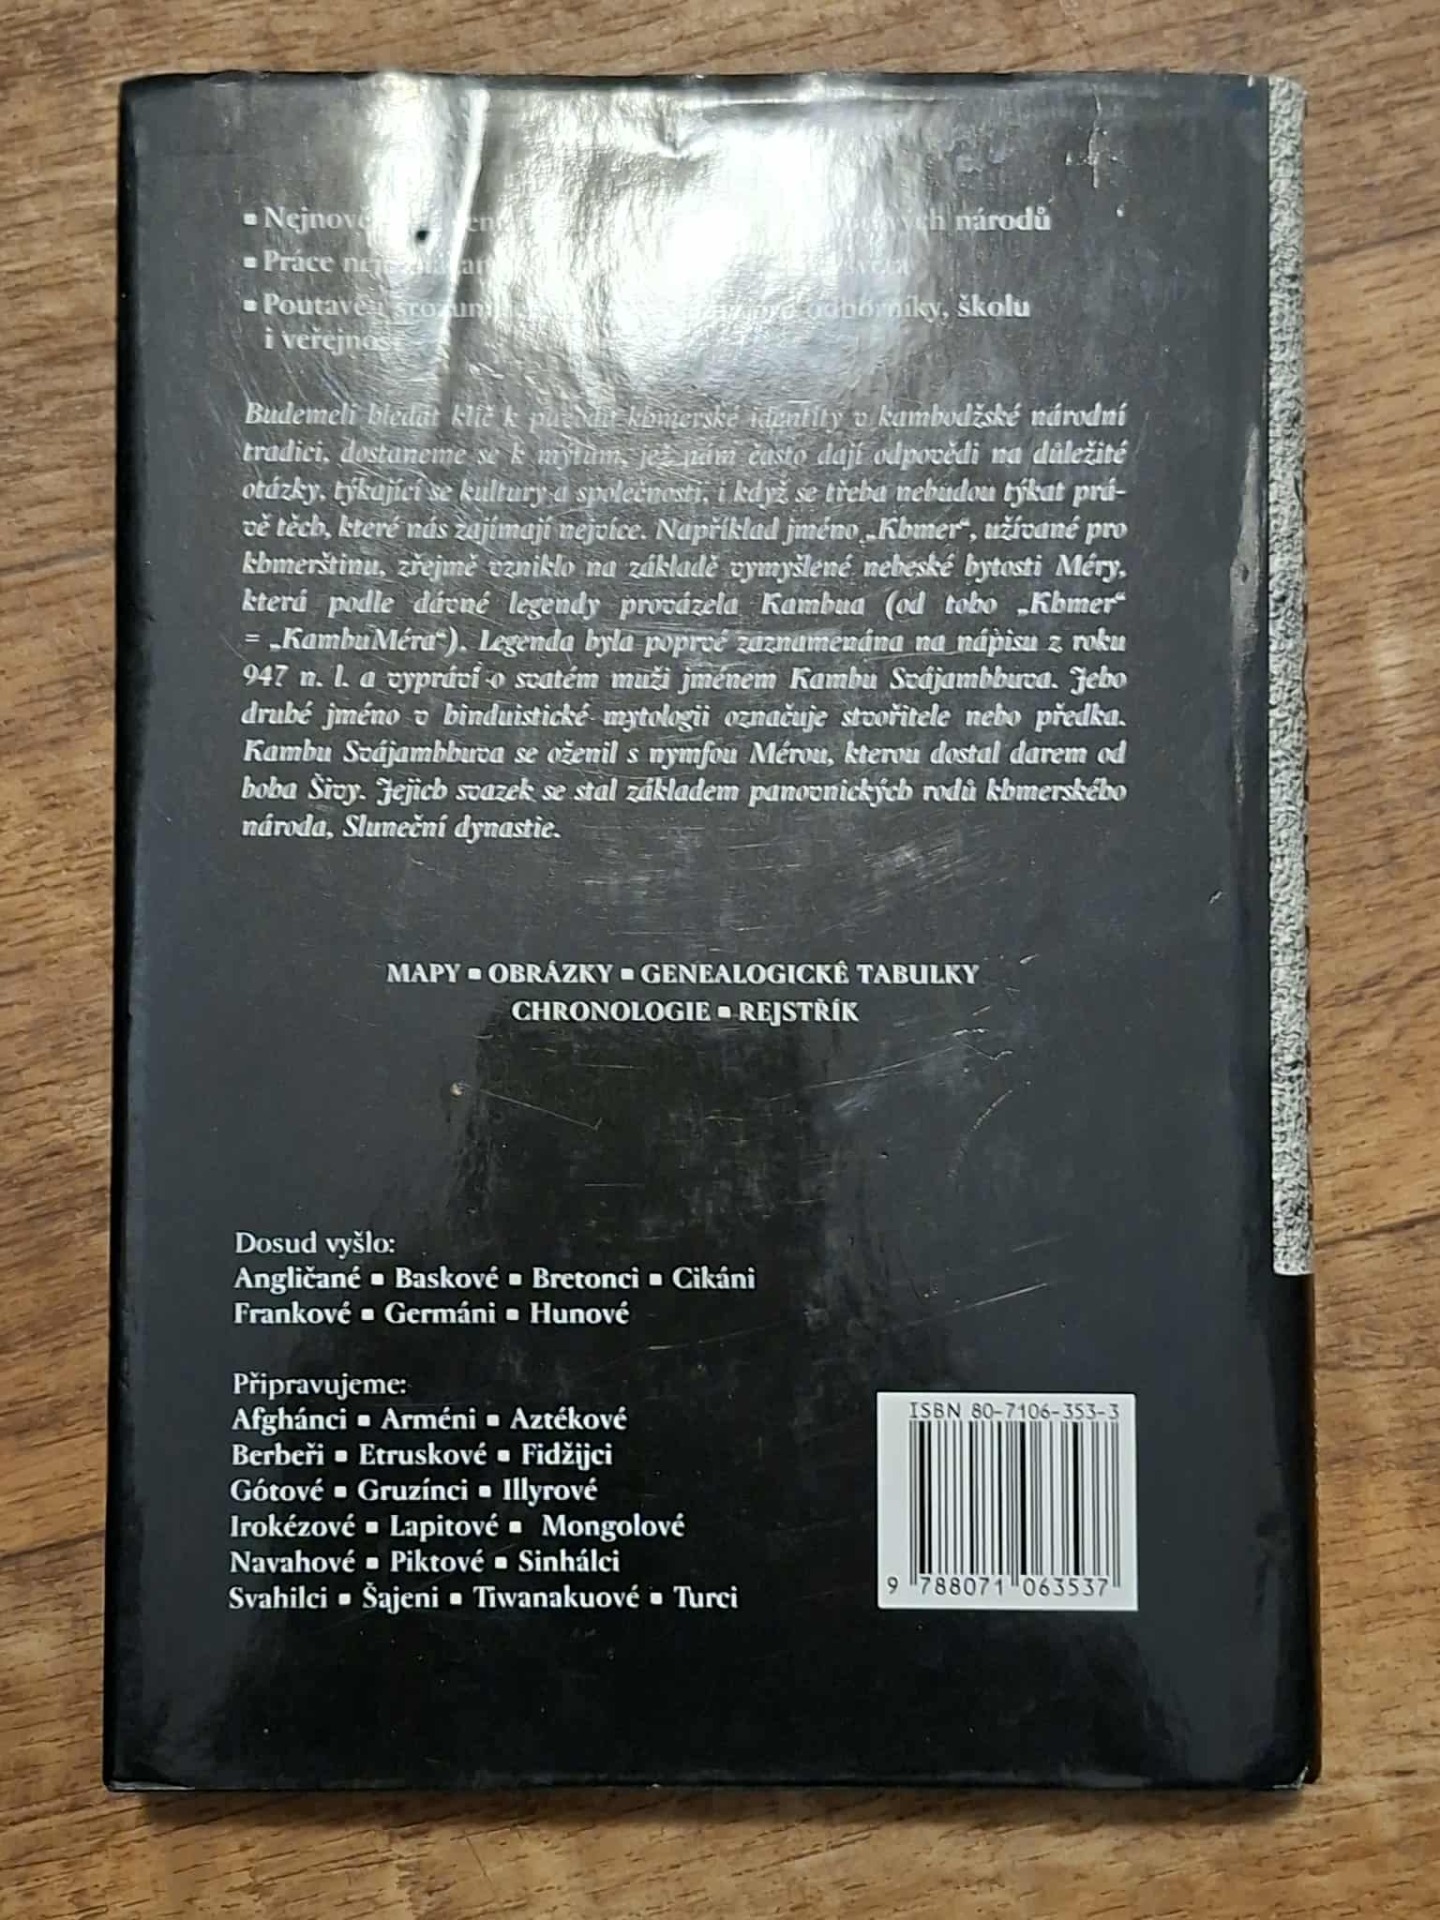 ▪ národů
▪ Práce
▪ odborníky, školu
i veřejnost
Budemeli hledat klíč k původu khmerské identity v kambodžské národní
tradici, dostaneme se k mýtům, jež nám často dají odpovědi na důležité
otázky, týkající se kultury a společnosti, i když se třeba nebudou týkat prá-
vě těch, které nás zajímají nejvíce. Například jméno „Khmer“, užívané pro
khmerštinu, zřejmě vzniklo na základě vymyšlené nebeské bytosti Méry,
která podle dávné legendy provázela Kambua (od toho „Khmer“
= „KambuMéra“). Legenda byla poprvé zaznamenána na nápisu z roku
947 n. l. a vypráví o svatém muži jménem Kambu Svájambhuva. Jeho
druhé jméno v hinduistické mytologii označuje stvořitele nebo předka.
Kambu Svájambhuva se oženil s nymfou Mérou, kterou dostal darem od
boha Šivy. Jejich svazek se stal základem panovnických rodů khmerského
národa, Sluneční dynastie.
MAPY ▪ OBRÁZKY ▪ GENEALOGICKÉ TABULKY
CHRONOLOGIE ▪ REJSTŘÍK
Dosud vyšlo:
Angličané ▪ Baskové ▪ Bretonci ▪ Cikáni
Frankové ▪ Germáni ▪ Hunové
Připravujeme:
Afghánci ▪ Arméni ▪ Aztékové
Berbeři ▪ Etruskové ▪ Fidžijci
Gótové ▪ Gruzínci ▪ Illyrové
Irokézové ▪ Lapitové ▪ Mongolové
Navahové ▪ Piktové ▪ Sinhálci
Svahilci ▪ Šajeni ▪ Tiwanakuové ▪ Turci
ISBN 80-7106-353-3
9 788071 063537